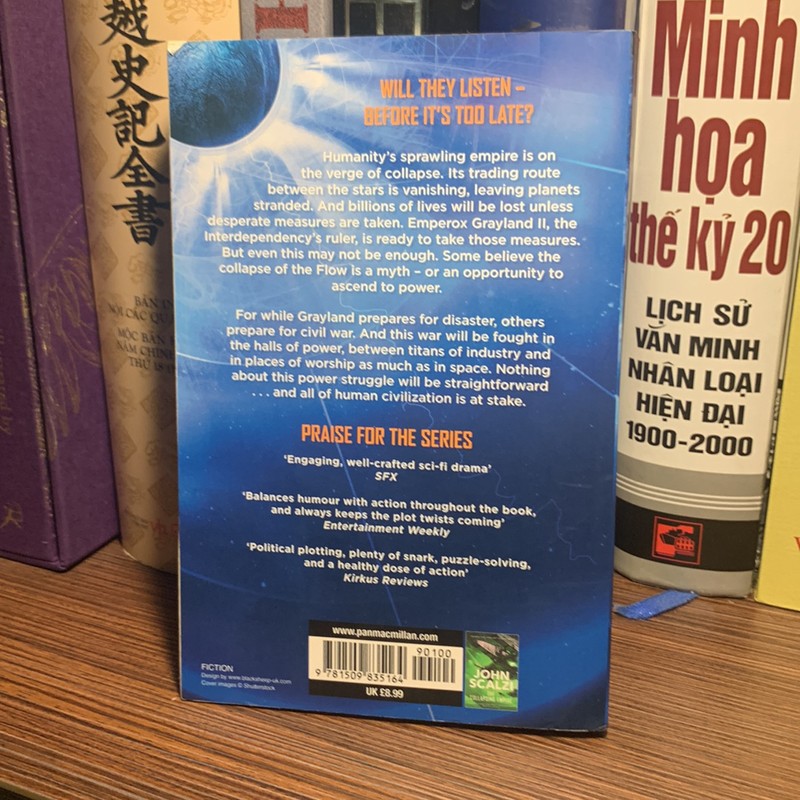 WILL THEY LISTEN –
BEFORE IT'S TOO LATE?
Humanity's sprawling empire is on
the verge of collapse. Its trading route
between the stars is vanishing, leaving planets
stranded. And billions of lives will be lost unless
desperate measures are taken. Emperox Grayland II, the
Interdependency's ruler, is ready to take those measures.
But even this may not be enough. Some believe the
collapse of the Flow is a myth – or an opportunity to
ascend to power.
For while Grayland prepares for disaster, others
prepare for civil war. And this war will be fought in
the halls of power, between titans of industry and
in places of worship as much as in space. Nothing
about this power struggle will be straightforward
. . . and all of human civilization is at stake.
PRAISE FOR THE SERIES
'Engaging, well-crafted sci-fi drama'
SFX
'Balances humour with action throughout the book,
and always keeps the plot twists coming'
Entertainment Weekly
'Political plotting, plenty of snark, puzzle-solving,
and a healthy dose of action'
Kirkus Reviews
www.panmacmillan.com
90100
9 781509 835164
UK £8.99
JOHN
SCALZI
FICTION
Design by www.blacksheep-uk.com
Cover images © Shutterstock
越史記全書
BẢN
NỘI CÁC QU
MỘC BẢN
NĂM CHÍNH
THỨ 18
Minh
họa
thế kỷ 20
LỊCH SỬ
VĂN MINH
NHÂN LOẠI
HIỆN ĐẠI
1900-2000